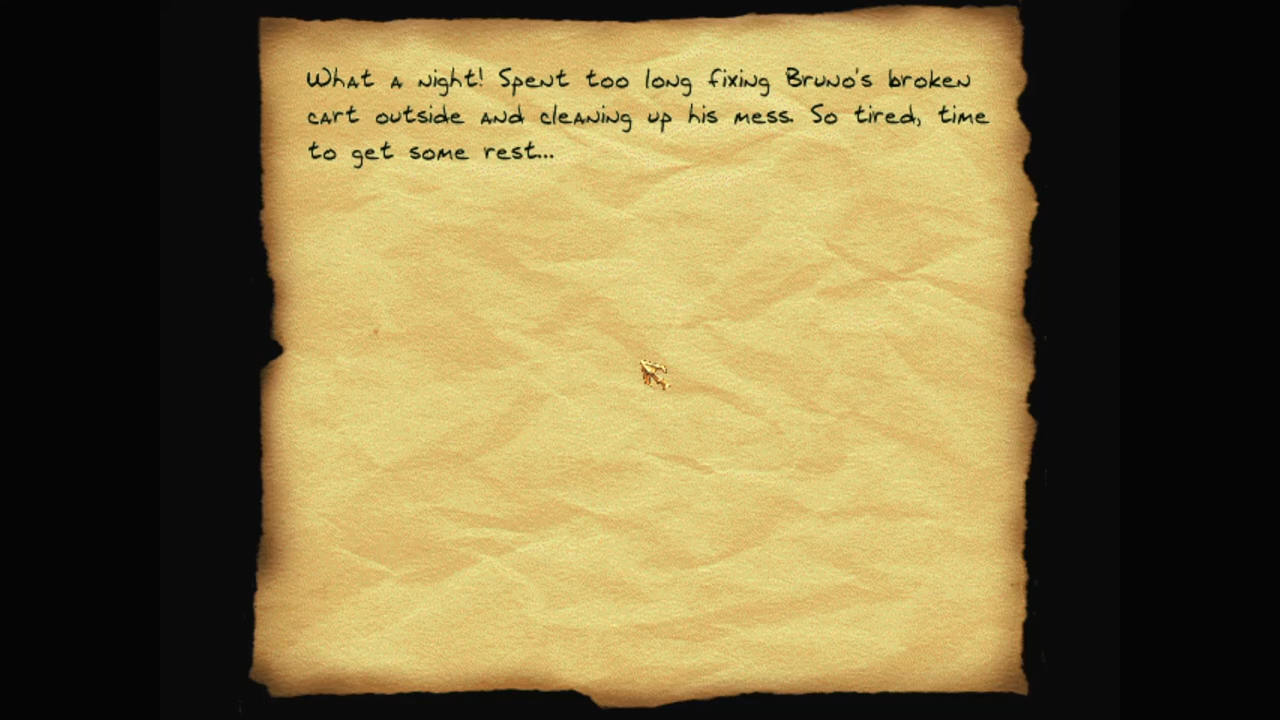 What a night! Spent too long fixing Bruno's broken
cart outside and cleaning up his mess. So tired, time
to get some rest...